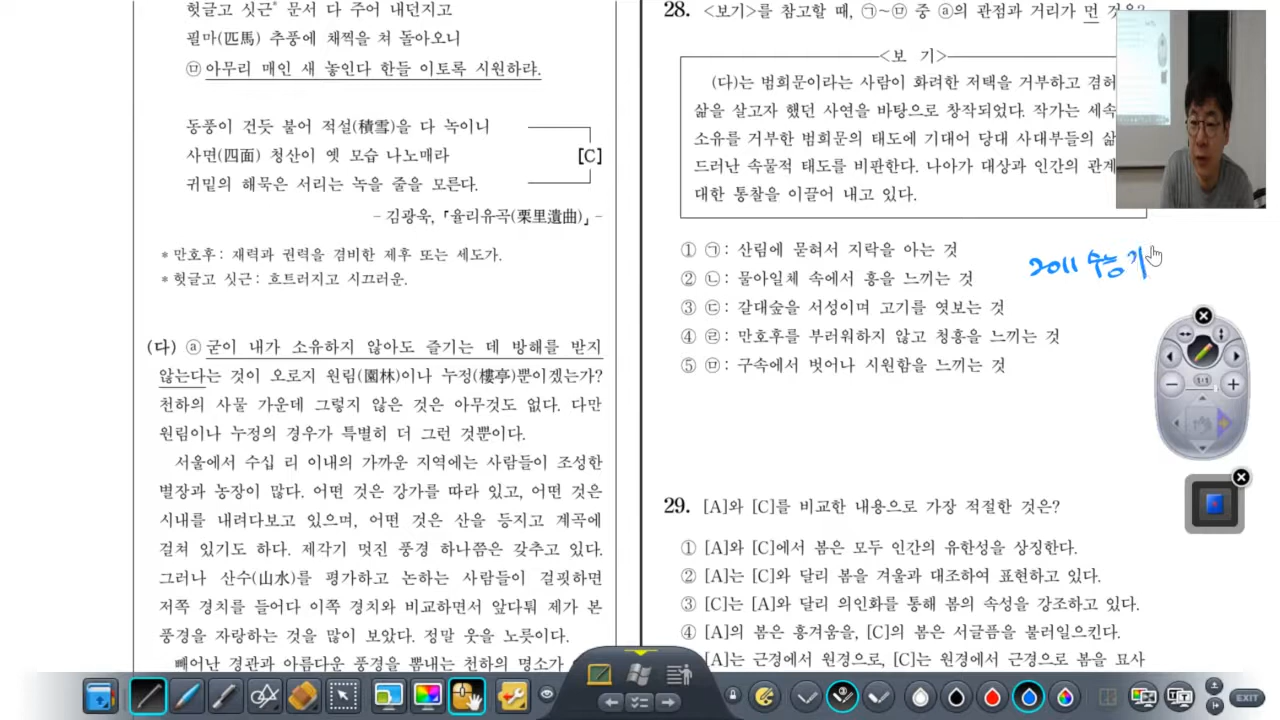 헛글고 싯근* 문서 다 주어 내던지고
필마(匹馬) 추풍에 채찍을 쳐 돌아오니
㉤ 아무리 매인 새 놓인다 한들 이토록 시원하랴.
동풍이 건듯 불어 적설(積雪)을 다 녹이니
사면(四面) 청산이 옛 모습 나노매라
귀밑의 해묵은 서리는 녹을 줄을 모른다.
[C]
- 김광욱, 「율리유곡(栗里遺曲)」 -
* 만호후: 재력과 권력을 겸비한 제후 또는 세도가.
* 헛글고 싯근: 흐트러지고 시끄러운.
(다) ⓐ 굳이 내가 소유하지 않아도 즐기는 데 방해를 받지
않는다는 것이 오로지 원림(園林)이나 누정(樓亭)뿐이겠는가?
천하의 사물 가운데 그렇지 않은 것은 아무것도 없다. 다만
원림이나 누정의 경우가 특별히 더 그런 것뿐이다.
서울에서 수십 리 이내의 가까운 지역에는 사람들이 조성한
별장과 농장이 많다. 어떤 것은 강가를 따라 있고, 어떤 것은
시내를 내려다보고 있으며, 어떤 것은 산을 등지고 계곡에
걸쳐 있기도 하다. 제각기 멋진 풍경 하나쯤은 갖추고 있다.
그러나 산수(山水)를 평가하고 논하는 사람들이 걸핏하면
저쪽 경치를 들어다 이쪽 경치와 비교하면서 앞다퉈 제가 본
풍경을 자랑하는 것을 많이 보았다. 정말 웃을 노릇이다.
빼어난 경관과 아름다운 풍경을 뽐내는 천하의 명소가
28. <보기>를 참고할 때, ㉠~㉤ 중 ⓐ의 관점과 거리가 먼 것은?
<보 기>
(다)는 범희문이라는 사람이 화려한 저택을 거부하고 겸허
삶을 살고자 했던 사연을 바탕으로 창작되었다. 작가는 세속
소유를 거부한 범희문의 태도에 기대어 당대 사대부들의 삶
드러난 속물적 태도를 비판한다. 나아가 대상과 인간의 관계
대한 통찰을 이끌어 내고 있다.
① ㉠: 산림에 묻혀서 지락을 아는 것
② ㉡: 물아일체 속에서 흥을 느끼는 것
③ ㉢: 갈대숲을 서성이며 고기를 엿보는 것
④ ㉣: 만호후를 부러워하지 않고 청흥을 느끼는 것
⑤ ㉤: 구속에서 벗어나 시원함을 느끼는 것
2011 수능 기
29. [A]와 [C]를 비교한 내용으로 가장 적절한 것은?
① [A]와 [C]에서 봄은 모두 인간의 유한성을 상징한다.
② [A]는 [C]와 달리 봄을 겨울과 대조하여 표현하고 있다.
③ [C]는 [A]와 달리 의인화를 통해 봄의 속성을 강조하고 있다.
④ [A]의 봄은 흥겨움을, [C]의 봄은 서글픔을 불러일으킨다.
[A]는 근경에서 원경으로, [C]는 원경에서 근경으로 봄을 묘사
1:1
EXIT